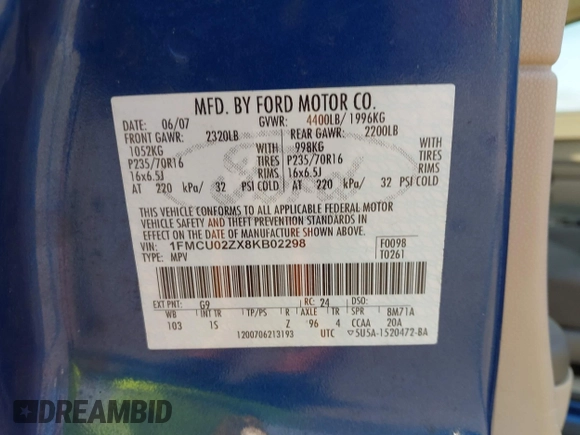 MFD. BY FORD MOTOR CO.
DATE: 06/07 GVWR: 4400LB/1996KG
FRONT GAWR: 2320LB REAR GAWR: 2200LB
1052KG WITH 998KG WITH
P235/70R16 TIRES P235/70R16 TIRES
16x6.5J RIMS 16x6.5J RIMS
AT 220 kPa/ 32 PSI COLD AT 220 kPa/ 32 PSI COLD
THIS VEHICLE CONFORMS TO ALL APPLICABLE FEDERAL MOTOR
VEHICLE SAFETY AND THEFT PREVENTION STANDARDS IN
EFFECT ON THE DATE OF MANUFACTURE SHOWN ABOVE.
VIN: 1FMCU02ZX8KB02298 F0098
TYPE: MPV T0261
EXT PNT: G9 RC: 24 DSO:
WB INT TR TP/PS R AXLE TR SPR 8M71A
103 15 Z 96 4 CCAA 20A
1200706213193 UTC 5U5A-1520472-BA
DREAMBID